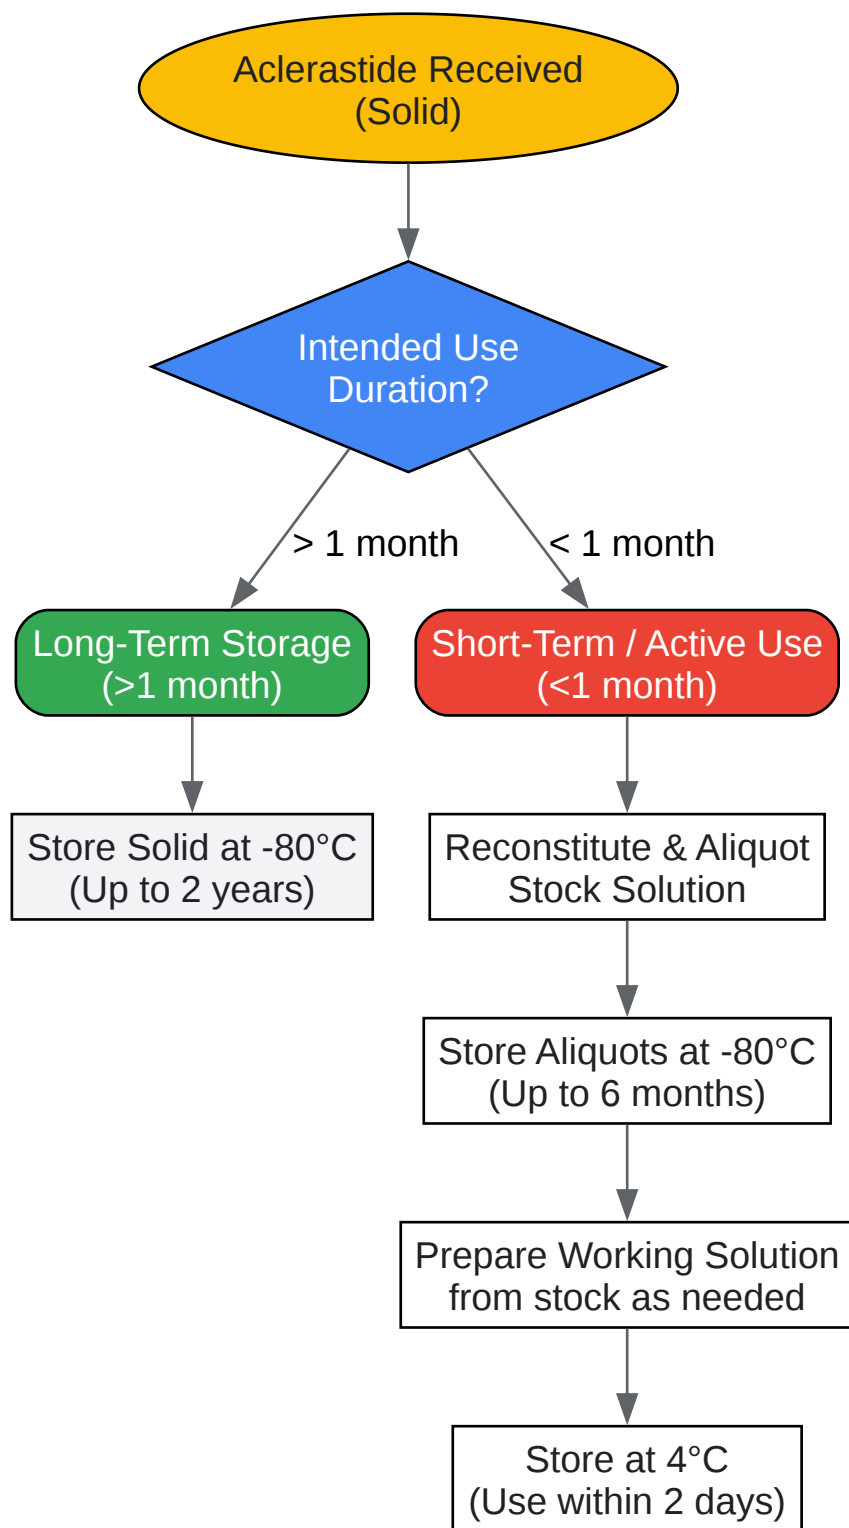 Aclerastide Received
(Solid)
Intended Use
Duration?
> 1 month
< 1 month
Long-Term Storage
(>1 month)
Short-Term / Active Use
(<1 month)
Store Solid at -80°C
(Up to 2 years)
Reconstitute & Aliquot
Stock Solution
Store Aliquots at -80°C
(Up to 6 months)
Prepare Working Solution
from stock as needed
Store at 4°C
(Use within 2 days)